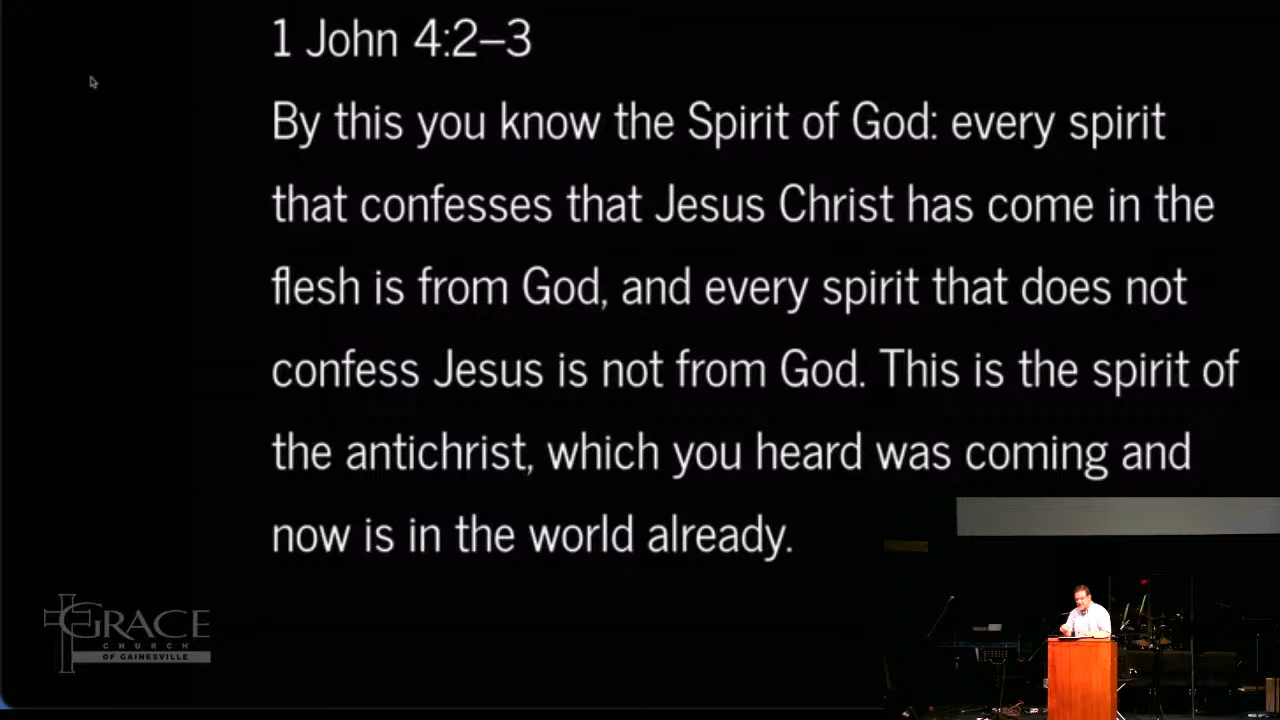 1 John 4:2–3
By this you know the Spirit of God: every spirit
that confesses that Jesus Christ has come in the
flesh is from God, and every spirit that does not
confess Jesus is not from God. This is the spirit of
the antichrist, which you heard was coming and
now is in the world already.
GRACE
CHURCH
OF GAINESVILLE